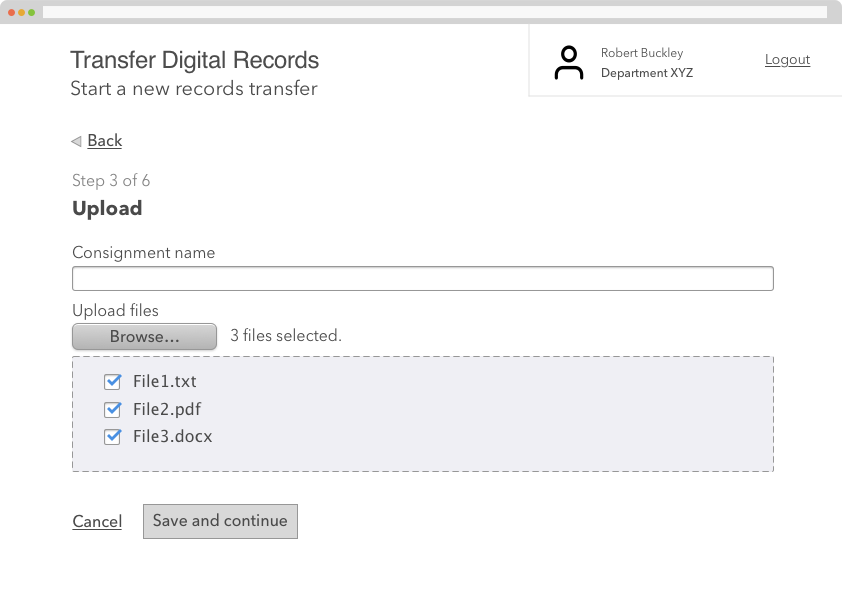 Transfer Digital Records
Start a new records transfer
Robert Buckley
Department XYZ
Logout
Back
Step 3 of 6
Upload
Consignment name
Upload files
Browse... 3 files selected.
File1.txt
File2.pdf
File3.docx
Cancel Save and continue